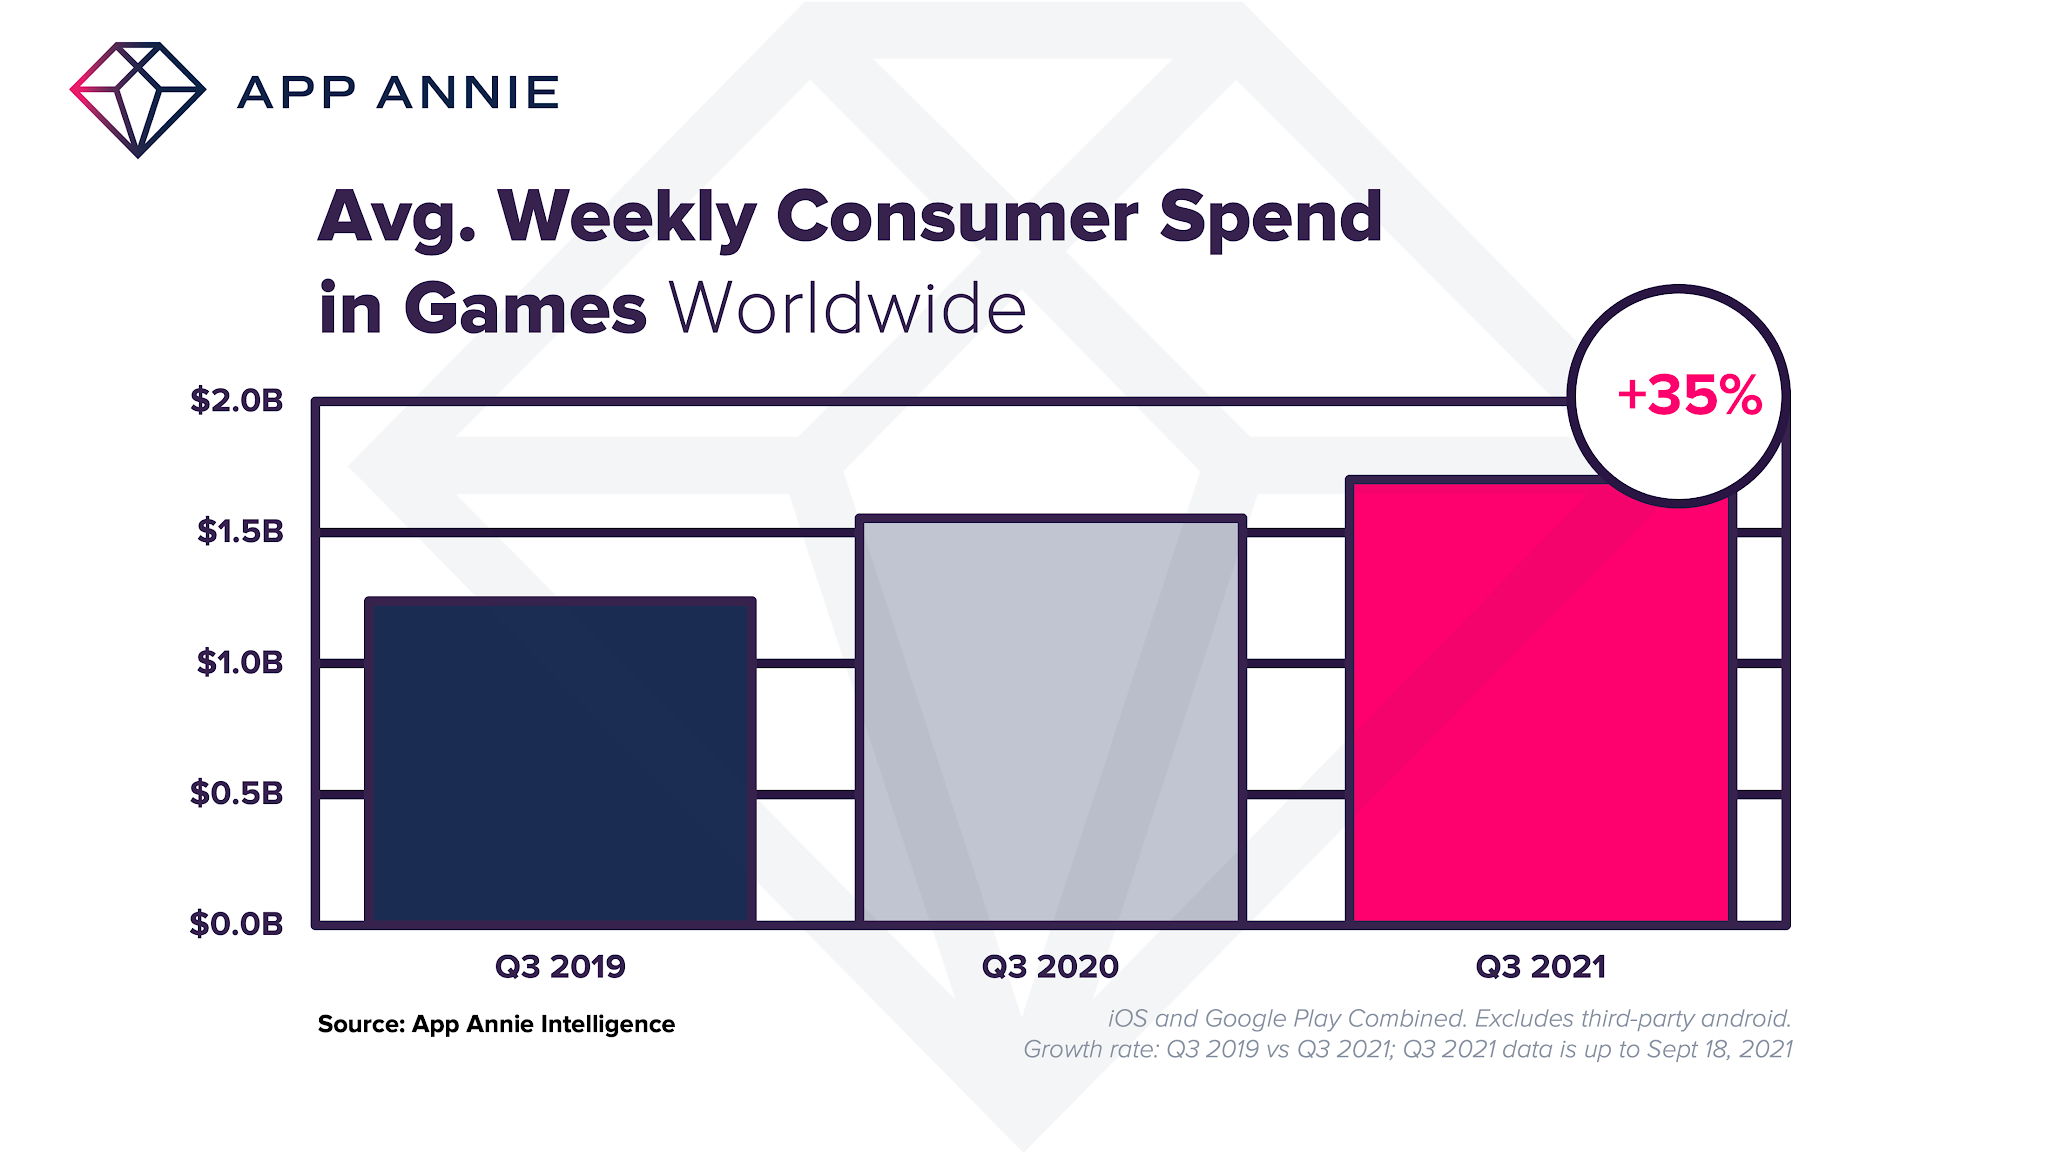 APP ANNIE
Avg. Weekly Consumer Spend
in Games Worldwide
+35%
$2.0B
$1.5B
$1.0B
$0.5B
$0.0B
Q3 2019
Q3 2020
Q3 2021
Source: App Annie Intelligence
iOS and Google Play Combined. Excludes third-party android.
Growth rate: Q3 2019 vs Q3 2021; Q3 2021 data is up to Sept 18, 2021